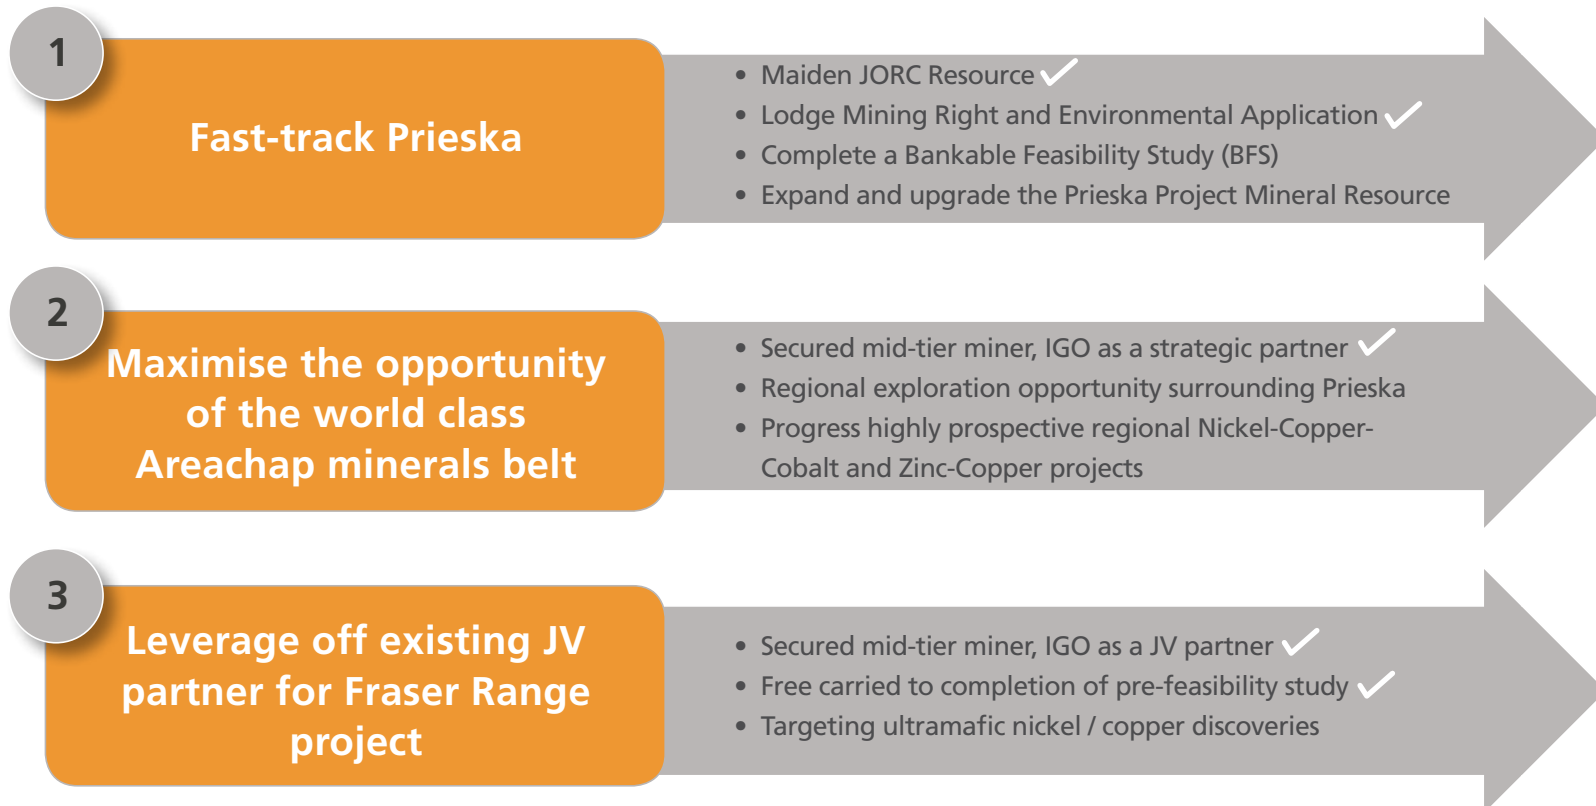 1
Fast-track Prieska
• Maiden JORC Resource ✓
• Lodge Mining Right and Environmental Application ✓
• Complete a Bankable Feasibility Study (BFS)
• Expand and upgrade the Prieska Project Mineral Resource
2
Maximise the opportunity
of the world class
Areachap minerals belt
• Secured mid-tier miner, IGO as a strategic partner ✓
• Regional exploration opportunity surrounding Prieska
• Progress highly prospective regional Nickel-Copper-
Cobalt and Zinc-Copper projects
3
Leverage off existing JV
partner for Fraser Range
project
• Secured mid-tier miner, IGO as a JV partner ✓
• Free carried to completion of pre-feasibility study ✓
• Targeting ultramafic nickel / copper discoveries